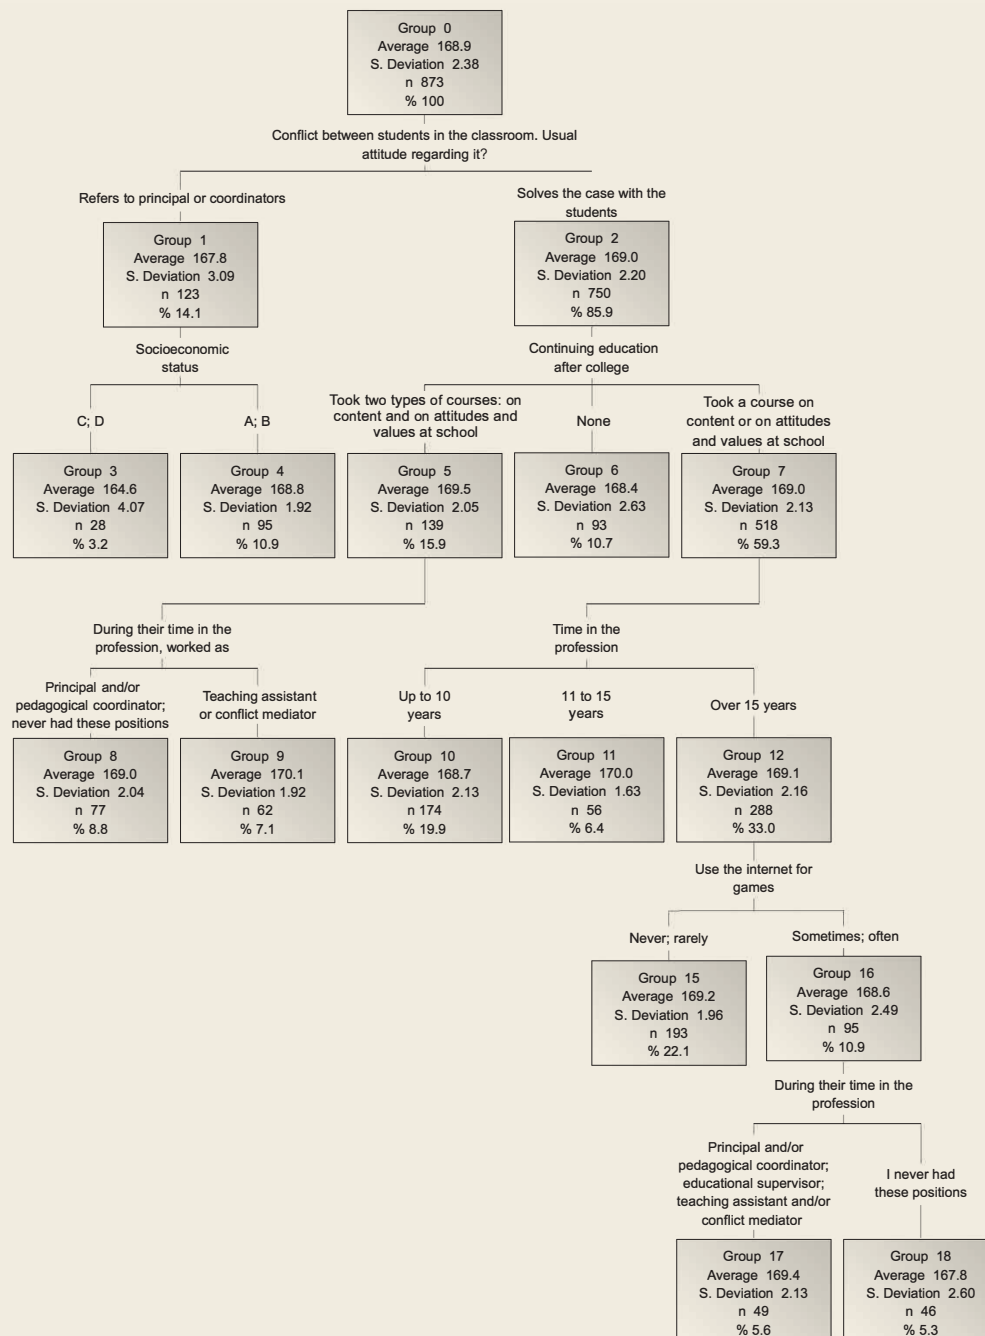 Group 0
Average 168.9
S. Deviation 2.38
n 873
% 100
Conflict between students in the classroom. Usual
attitude regarding it?
Refers to principal or coordinators
Solves the case with the
students
Group 1
Average 167.8
S. Deviation 3.09
n 123
% 14.1
Group 2
Average 169.0
S. Deviation 2.20
n 750
% 85.9
Socioeconomic
status
Continuing education
after college
C; D
A; B
Took two types of courses: on
content and on attitudes and
values at school
None
Took a course on
content or on attitudes
and values at school
Group 3
Average 164.6
S. Deviation 4.07
n 28
% 3.2
Group 4
Average 168.8
S. Deviation 1.92
n 95
% 10.9
Group 5
Average 169.5
S. Deviation 2.05
n 139
% 15.9
Group 6
Average 168.4
S. Deviation 2.63
n 93
% 10.7
Group 7
Average 169.0
S. Deviation 2.13
n 518
% 59.3
During their time in the
profession, worked as
Time in the
profession
Principal and/or
pedagogical coordinator;
never had these positions
Teaching assistant
or conflict mediator
Up to 10
years
11 to 15
years
Over 15 years
Group 8
Average 169.0
S. Deviation 2.04
n 77
% 8.8
Group 9
Average 170.1
S. Deviation 1.92
n 62
% 7.1
Group 10
Average 168.7
S. Deviation 2.13
n 174
% 19.9
Group 11
Average 170.0
S. Deviation 1.63
n 56
% 6.4
Group 12
Average 169.1
S. Deviation 2.16
n 288
% 33.0
Use the internet for
games
Never; rarely
Sometimes; often
Group 15
Average 169.2
S. Deviation 1.96
n 193
% 22.1
Group 16
Average 168.6
S. Deviation 2.49
n 95
% 10.9
During their time in the
profession
Principal and/or
pedagogical coordinator;
educational supervisor;
teaching assistant and/or
conflict mediator
I never had
these positions
Group 17
Average 169.4
S. Deviation 2.13
n 49
% 5.6
Group 18
Average 167.8
S. Deviation 2.60
n 46
% 5.3